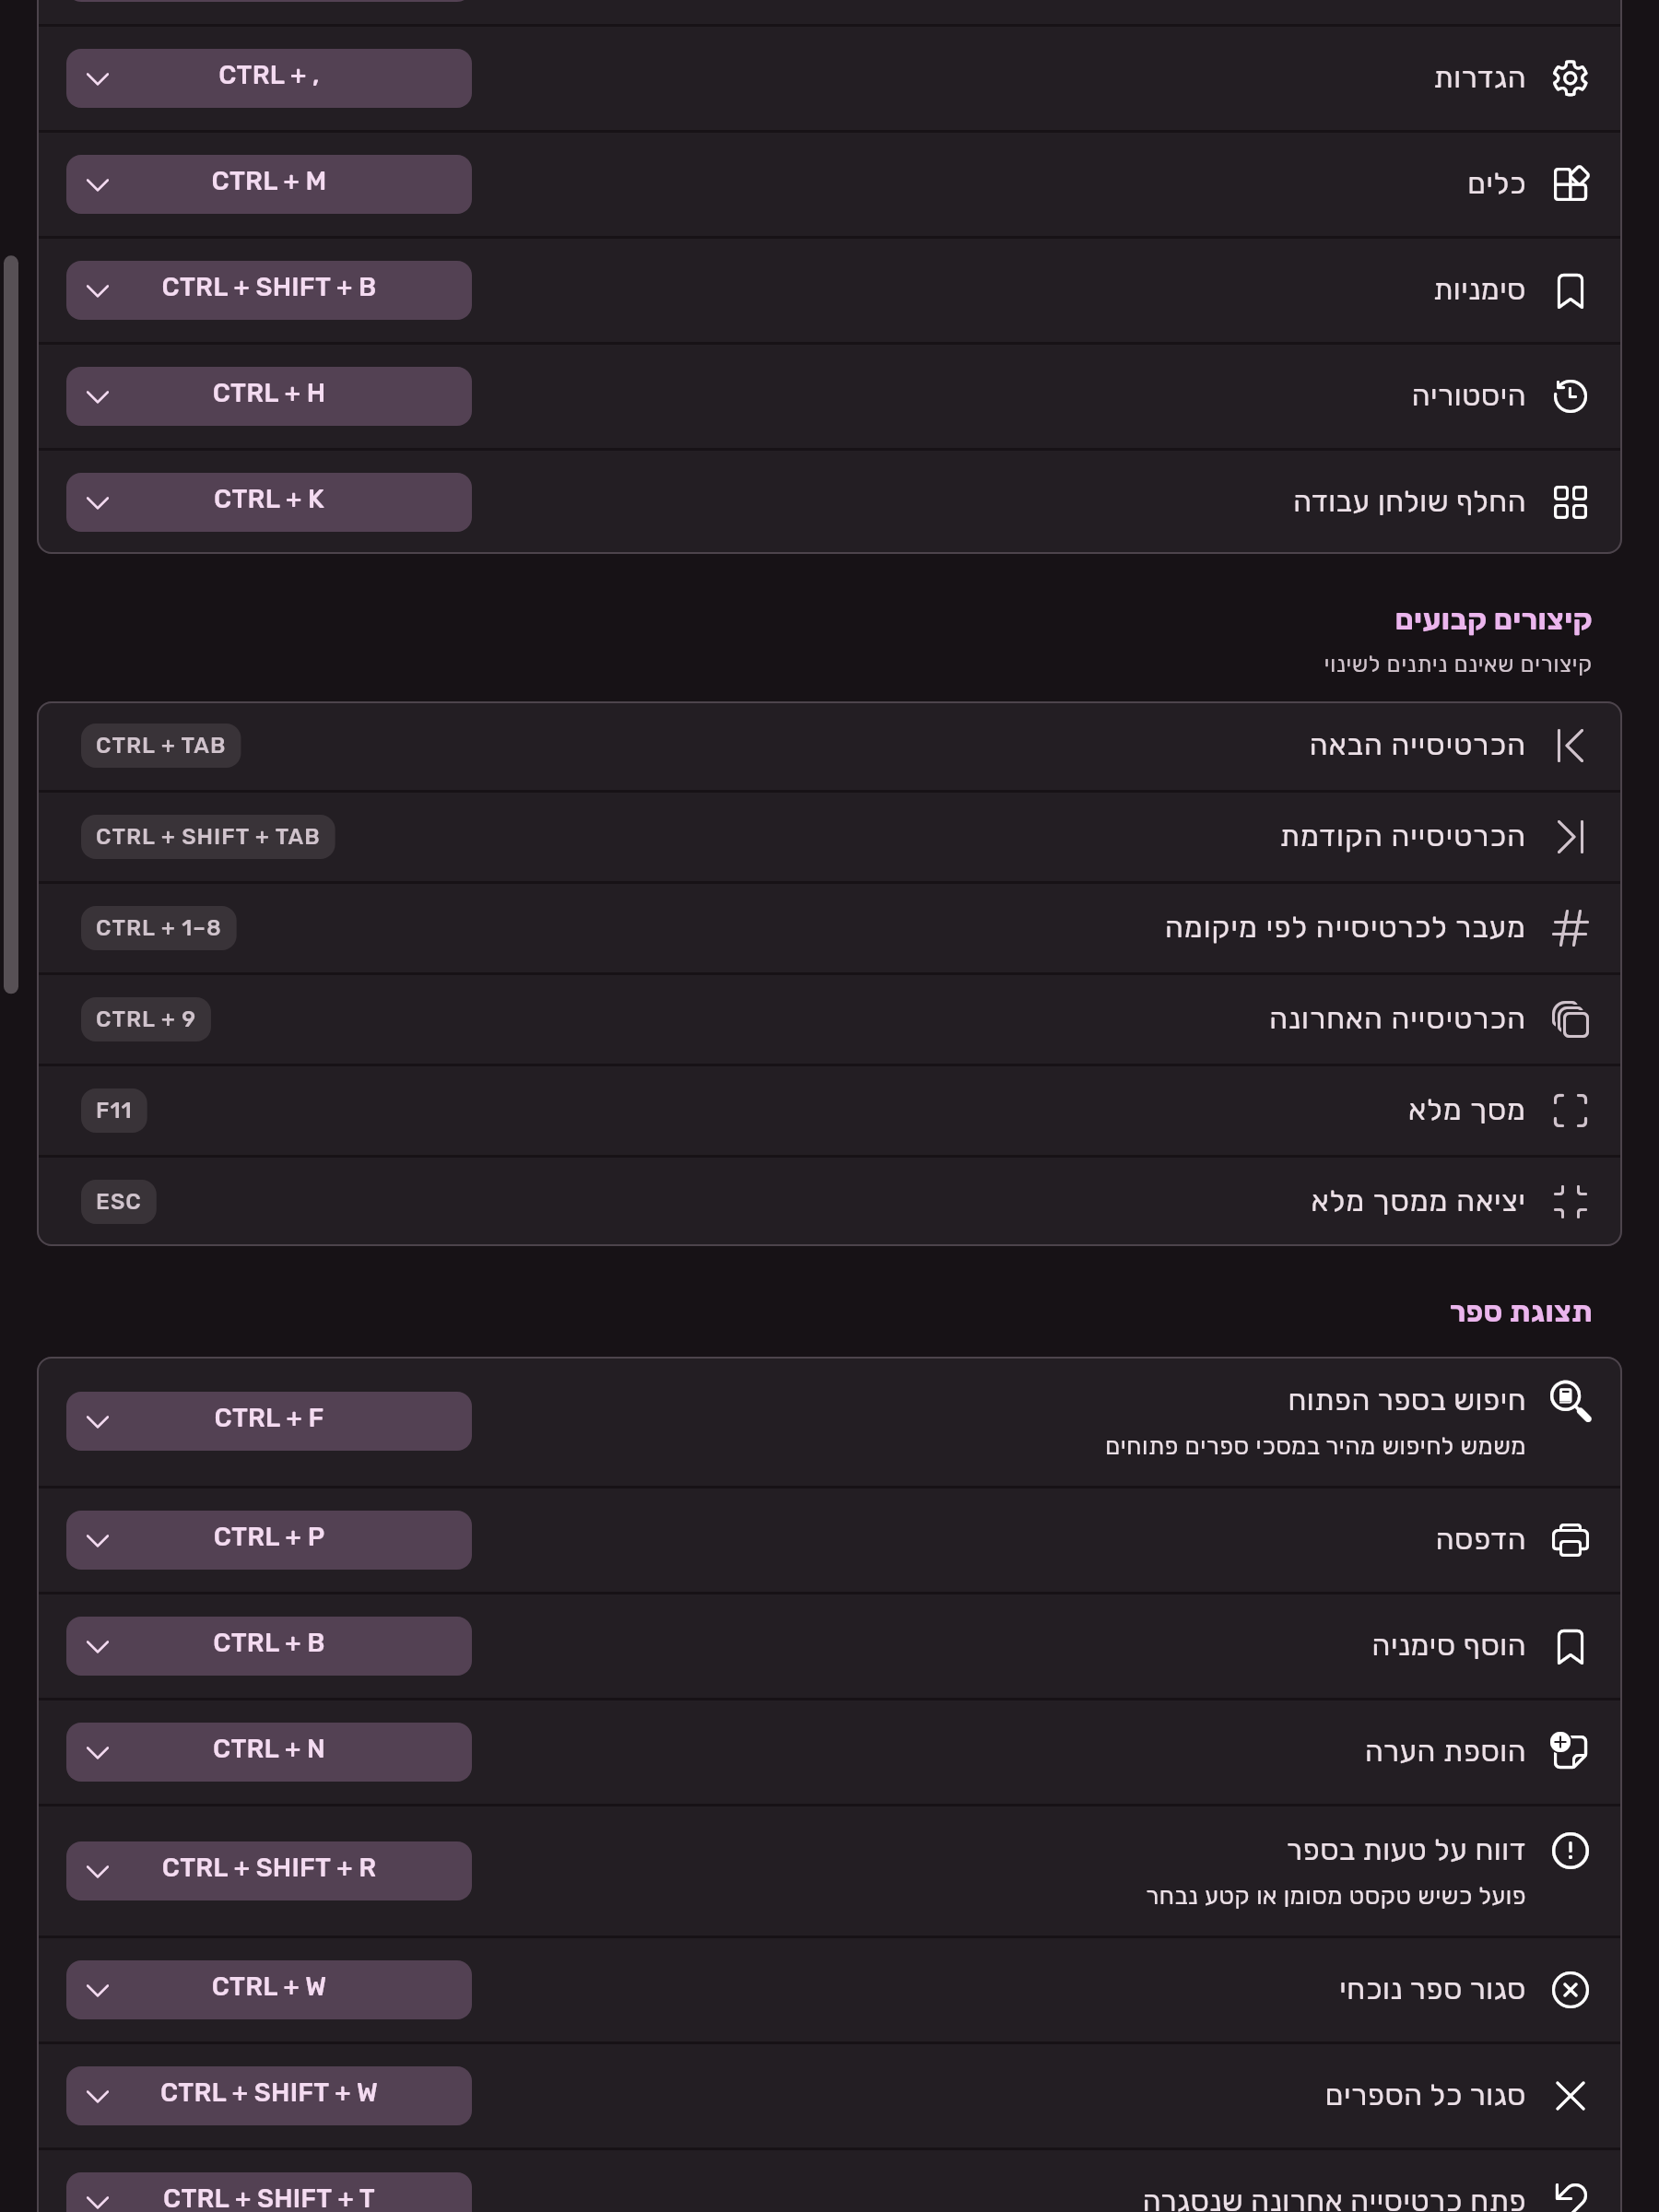 הגדרות
CTRL + ,
כלים
CTRL + M
סימניות
CTRL + SHIFT + B
היסטוריה
CTRL + H
החלף שולחן עבודה
CTRL + K
קיצורים קבועים
קיצורים שאינם ניתנים לשינוי
הכרטיסייה הבאה
CTRL + TAB
הכרטיסייה הקודמת
CTRL + SHIFT + TAB
מעבר לכרטיסייה לפי מיקומה
CTRL + 1–8
הכרטיסייה האחרונה
CTRL + 9
מסך מלא
F11
יציאה ממסך מלא
ESC
תצוגת ספר
חיפוש בספר הפתוח
משמש לחיפוש מהיר במסכי ספרים פתוחים
CTRL + F
הדפסה
CTRL + P
הוסף סימניה
CTRL + B
הוספת הערה
CTRL + N
דווח על טעות בספר
פועל כשיש טקסט מסומן או קטע נבחר
CTRL + SHIFT + R
סגור ספר נוכחי
CTRL + W
סגור כל הספרים
CTRL + SHIFT + W
פתח כרטיסייה אחרונה שנסגרה
CTRL + SHIFT + T